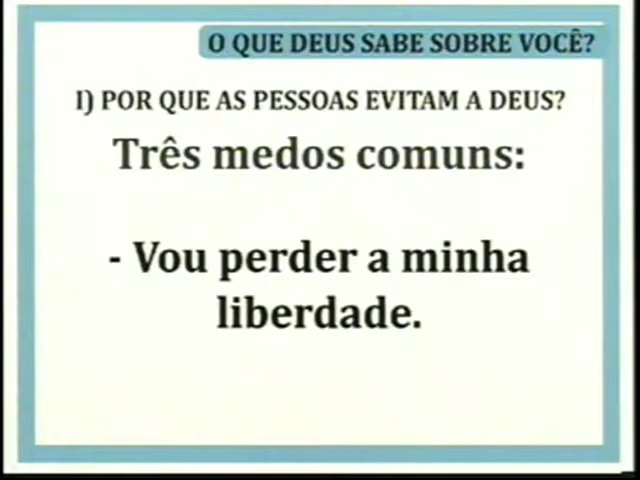 O QUE DEUS SABE SOBRE VOCÊ?
I) POR QUE AS PESSOAS EVITAM A DEUS?
Três medos comuns:
- Vou perder a minha
liberdade.